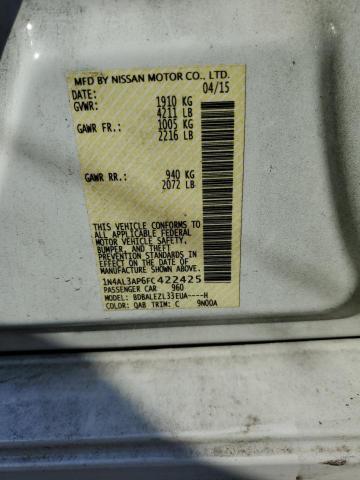 MFD BY NISSAN MOTOR CO., LTD.
DATE: 04/15
GVWR: 1910 KG
4211 LB
GAWR FR.: 1005 KG
2216 LB
GAWR RR.: 940 KG
2072 LB
THIS VEHICLE CONFORMS TO
ALL APPLICABLE FEDERAL
MOTOR VEHICLE SAFETY,
BUMPER, AND THEFT
PREVENTION STANDARDS IN
EFFECT ON THE DATE OF
MANUFACTURE SHOWN ABOVE.
1N4AL3AP6FC422425
PASSENGER CAR 960
MODEL: BDBALEZL33EUA----H
COLOR: QAB TRIM: C 9N00A